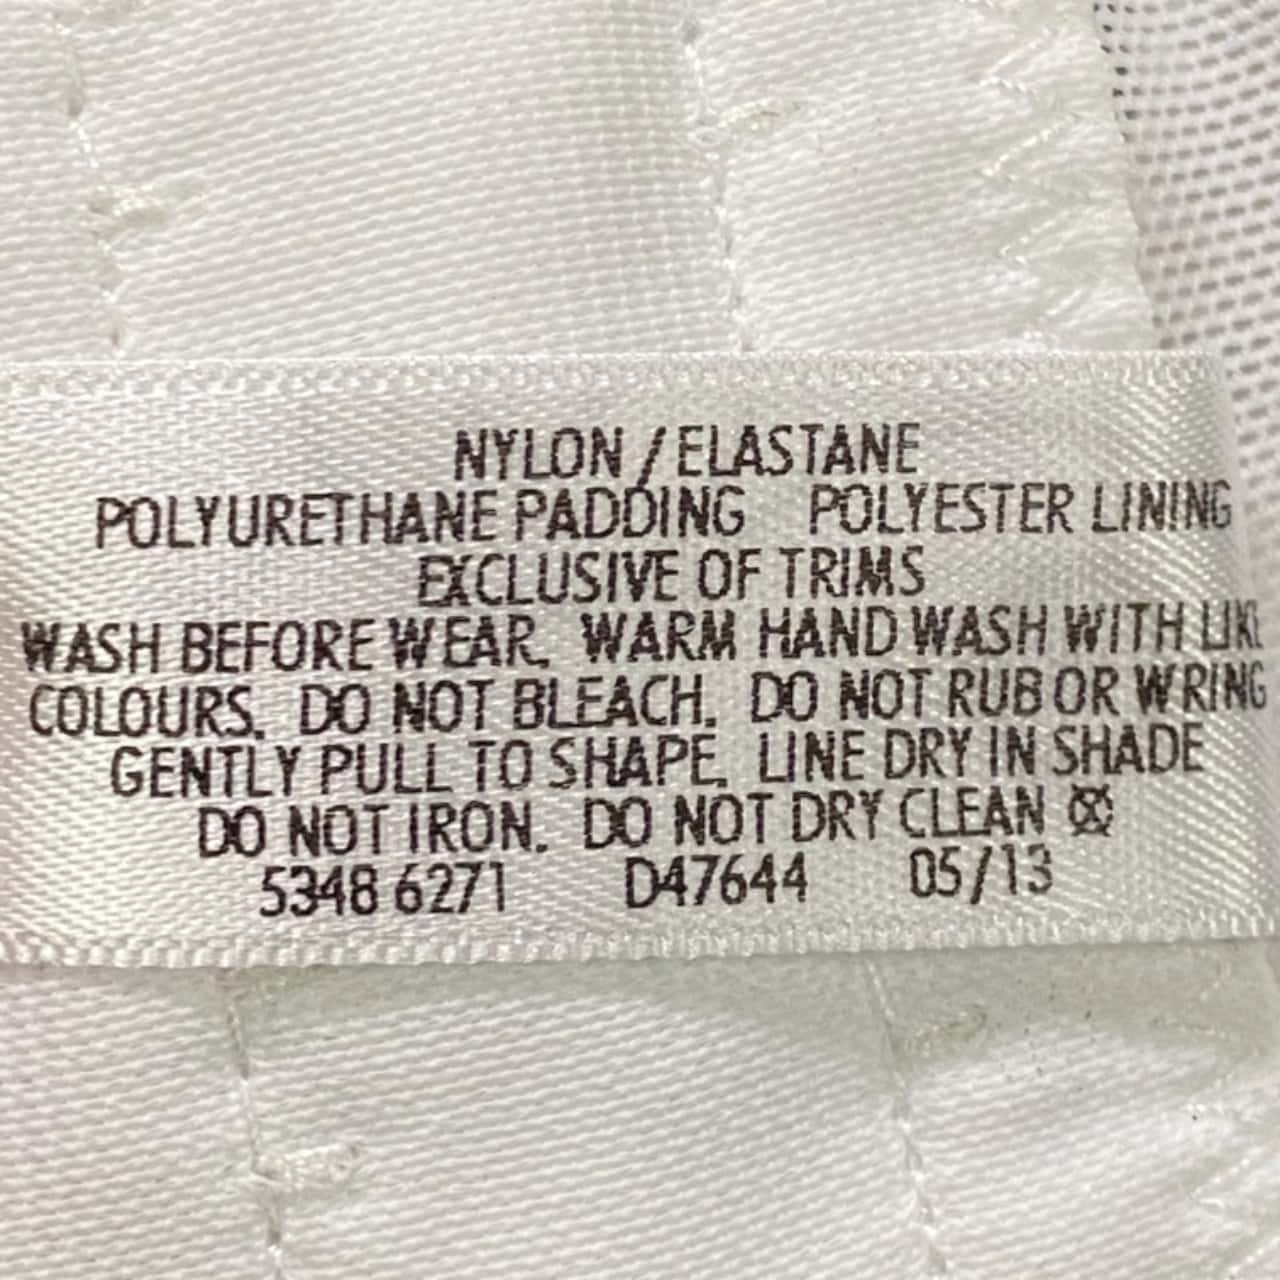 NYLON / ELASTANE
POLYURETHANE PADDING POLYESTER LINING
EXCLUSIVE OF TRIMS
WASH BEFORE WEAR. WARM HAND WASH WITH LIKE
COLOURS. DO NOT BLEACH. DO NOT RUB OR WRING
GENTLY PULL TO SHAPE. LINE DRY IN SHADE
DO NOT IRON. DO NOT DRY CLEAN
5348 6271 D47644 05/13